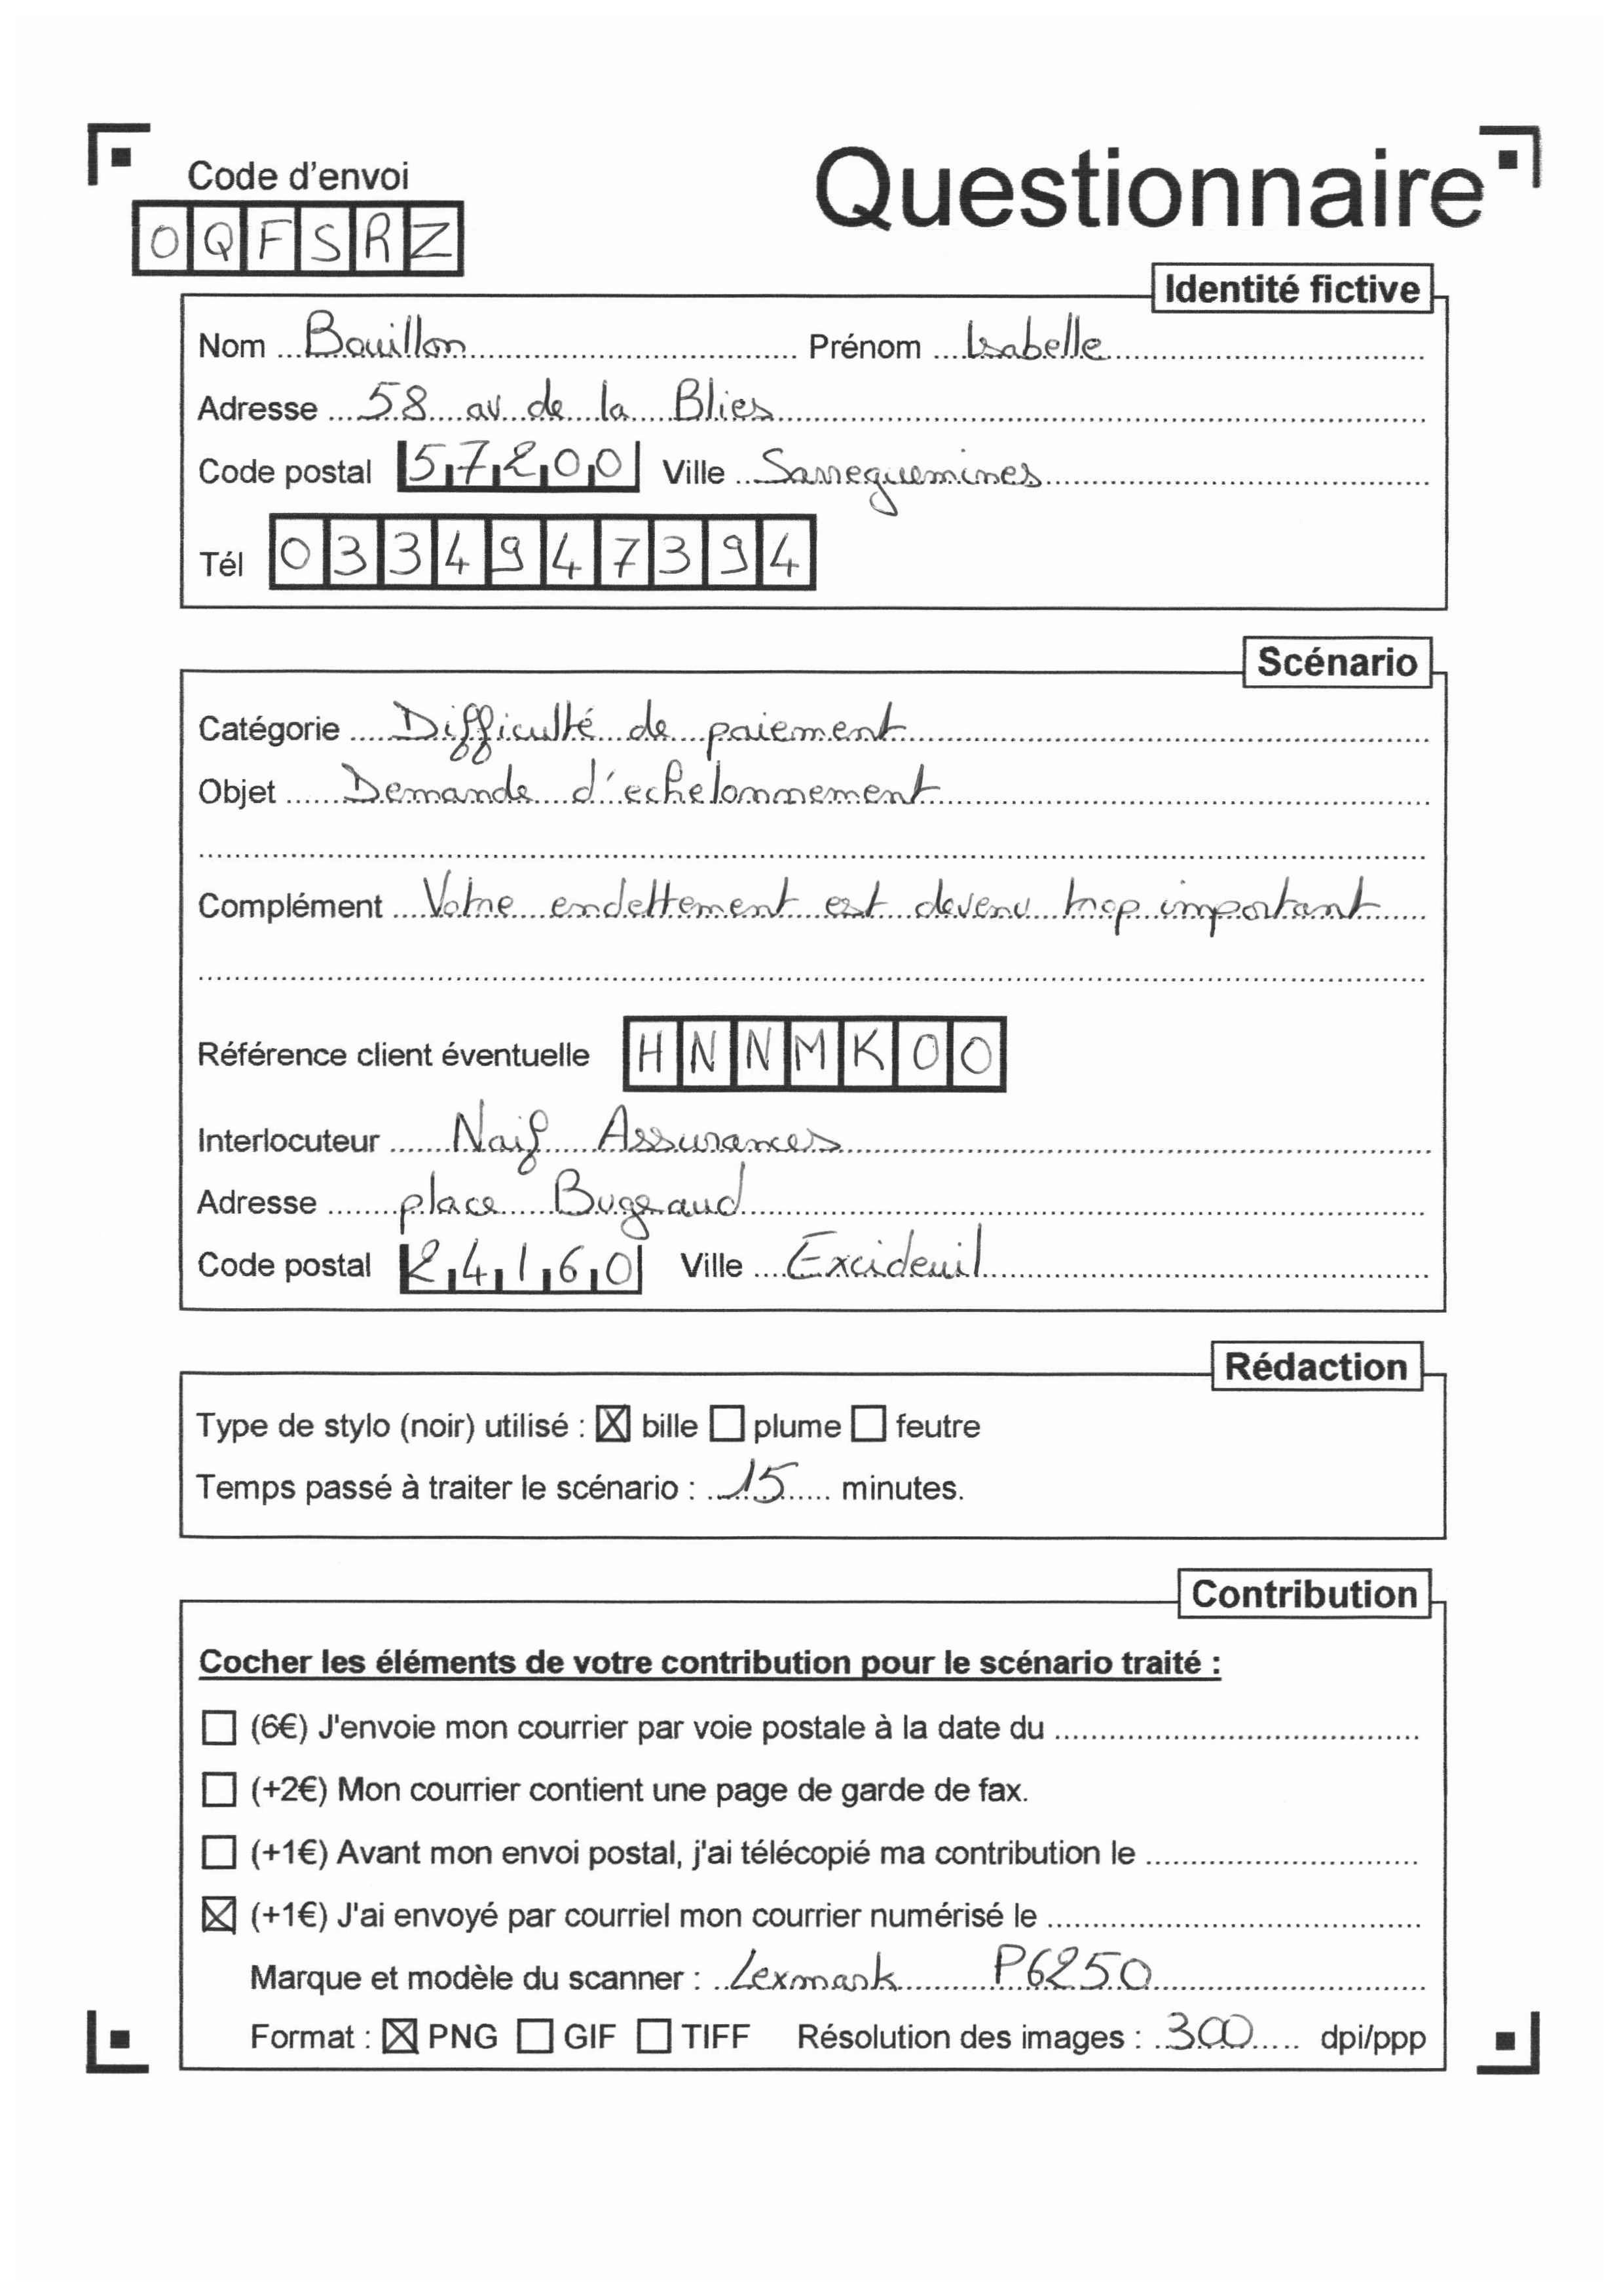 Code d'envoi
Questionnaire
OQFSRZ
Identité fictive
Nom Bouillon Prénom Isabelle
Adresse 58 av de la Blies
Code postal 57200 Ville Sarreguemines
Tél 0334947394
Scénario
Catégorie Difficulté de paiement
Objet Demande d'echelonnement
Complément Votre endettement est devenu trop important
Référence client éventuelle HNNMK00
Interlocuteur Naif Assurances
Adresse place Bugeaud
Code postal 24160 Ville Excideuil
Rédaction
Type de stylo (noir) utilisé : ☒ bille ☐ plume ☐ feutre
Temps passé à traiter le scénario : 15 minutes.
Contribution
Cocher les éléments de votre contribution pour le scénario traité :
☐ (6€) J'envoie mon courrier par voie postale à la date du
☐ (+2€) Mon courrier contient une page de garde de fax.
☐ (+1€) Avant mon envoi postal, j'ai télécopié ma contribution le
☒ (+1€) J'ai envoyé par courriel mon courrier numérisé le
Marque et modèle du scanner : Lexmark P6250
Format : ☒ PNG ☐ GIF ☐ TIFF Résolution des images : 300 dpi/ppp